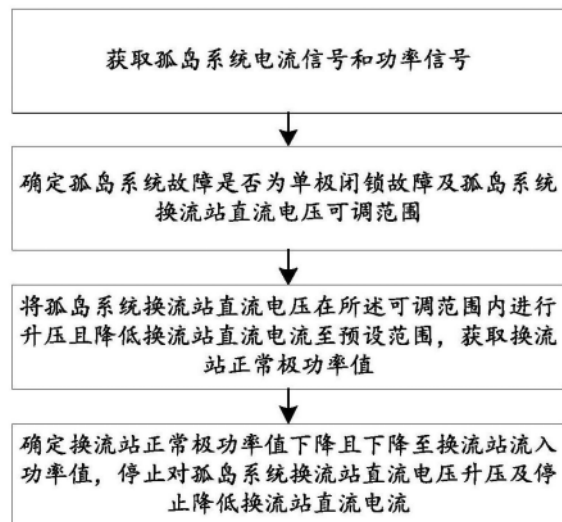 获取孤岛系统电流信号和功率信号
确定孤岛系统故障是否为单极闭锁故障及孤岛系统
换流站直流电压可调范围
将孤岛系统换流站直流电压在所述可调范围内进行
升压且降低换流站直流电流至预设范围，获取换流
站正常极功率值
确定换流站正常极功率值下降且下降至换流站流入
功率值，停止对孤岛系统换流站直流电压升压及停
止降低换流站直流电流